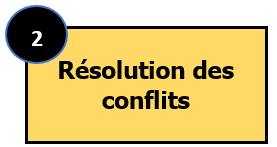 2
Résolution des
conflits